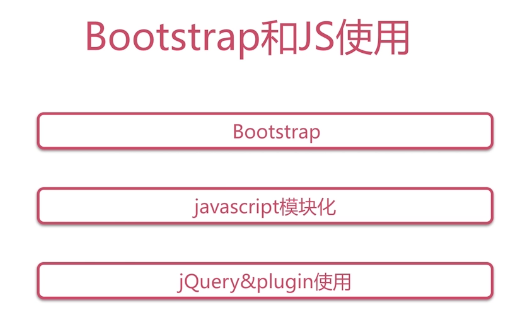 Bootstrap和JS使用
Bootstrap
javascript模块化
jQuery&plugin使用